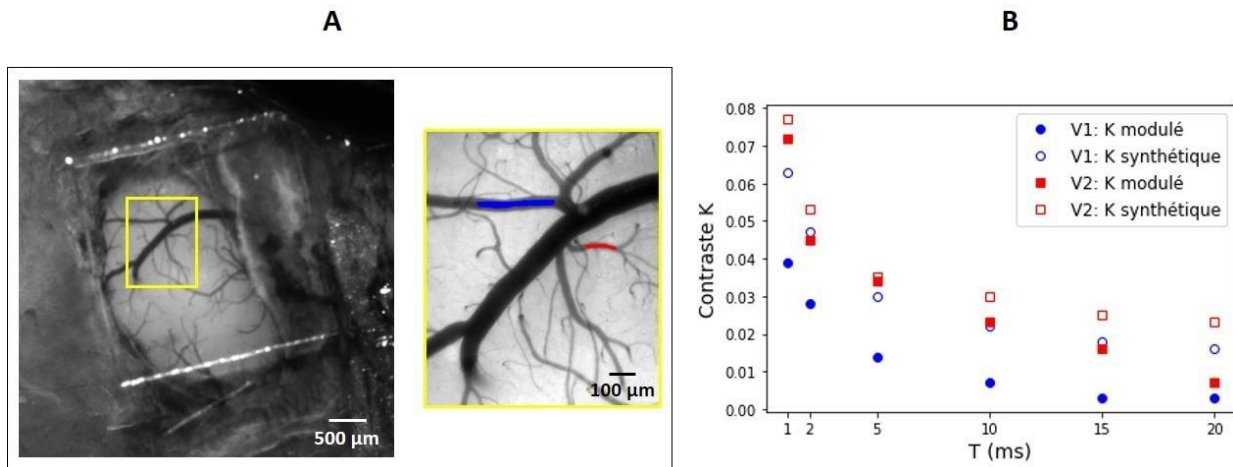 A
B
500 µm
100 µm
Contraste K
0.08
0.07
0.06
0.05
0.04
0.03
0.02
0.01
0.00
V1: K modulé
V1: K synthétique
V2: K modulé
V2: K synthétique
1 2 5 10 15 20
T (ms)